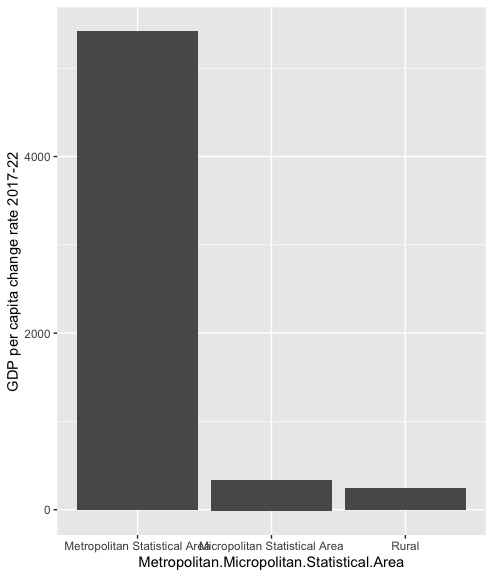 GDP per capita change rate 2017-22
4000
2000
0
Metropolitan Statistical Area
Micropolitan Statistical Area
Rural
Metropolitan.Micropolitan.Statistical.Area